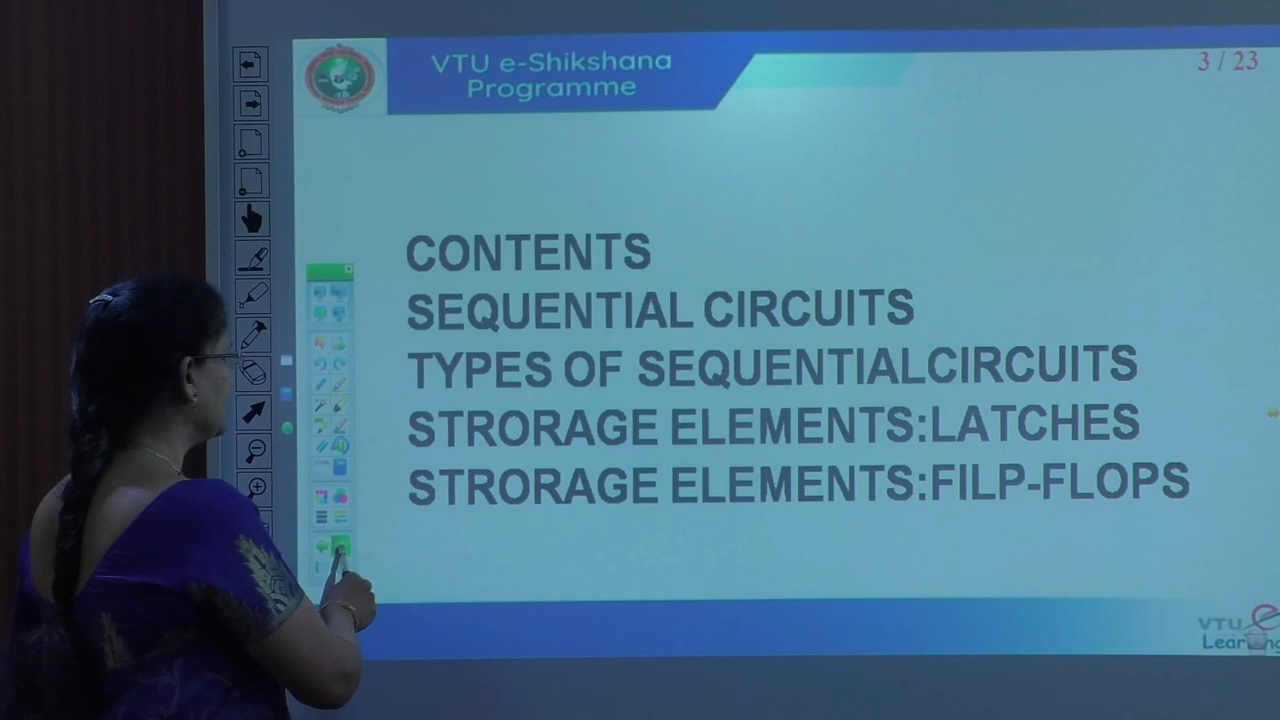 VTU e-Shikshana
Programme
3 / 23
CONTENTS
SEQUENTIAL CIRCUITS
TYPES OF SEQUENTIALCIRCUITS
STRORAGE ELEMENTS:LATCHES
STRORAGE ELEMENTS:FILP-FLOPS
VTU e
Learning